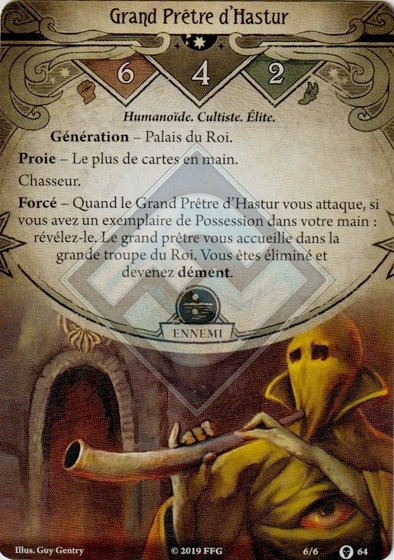 Grand Prêtre d'Hastur
6 4 2
Humanoïde. Cultiste. Élite.
Génération – Palais du Roi.
Proie – Le plus de cartes en main.
Chasseur.
Forcé – Quand le Grand Prêtre d'Hastur vous attaque, si
vous avez un exemplaire de Possession dans votre main :
révélez-le. Le grand prêtre vous accueille dans la
grande troupe du Roi. Vous êtes éliminé et
devenez dément.
ENNEMI
Illus. Guy Gentry © 2019 FFG 6/6 64